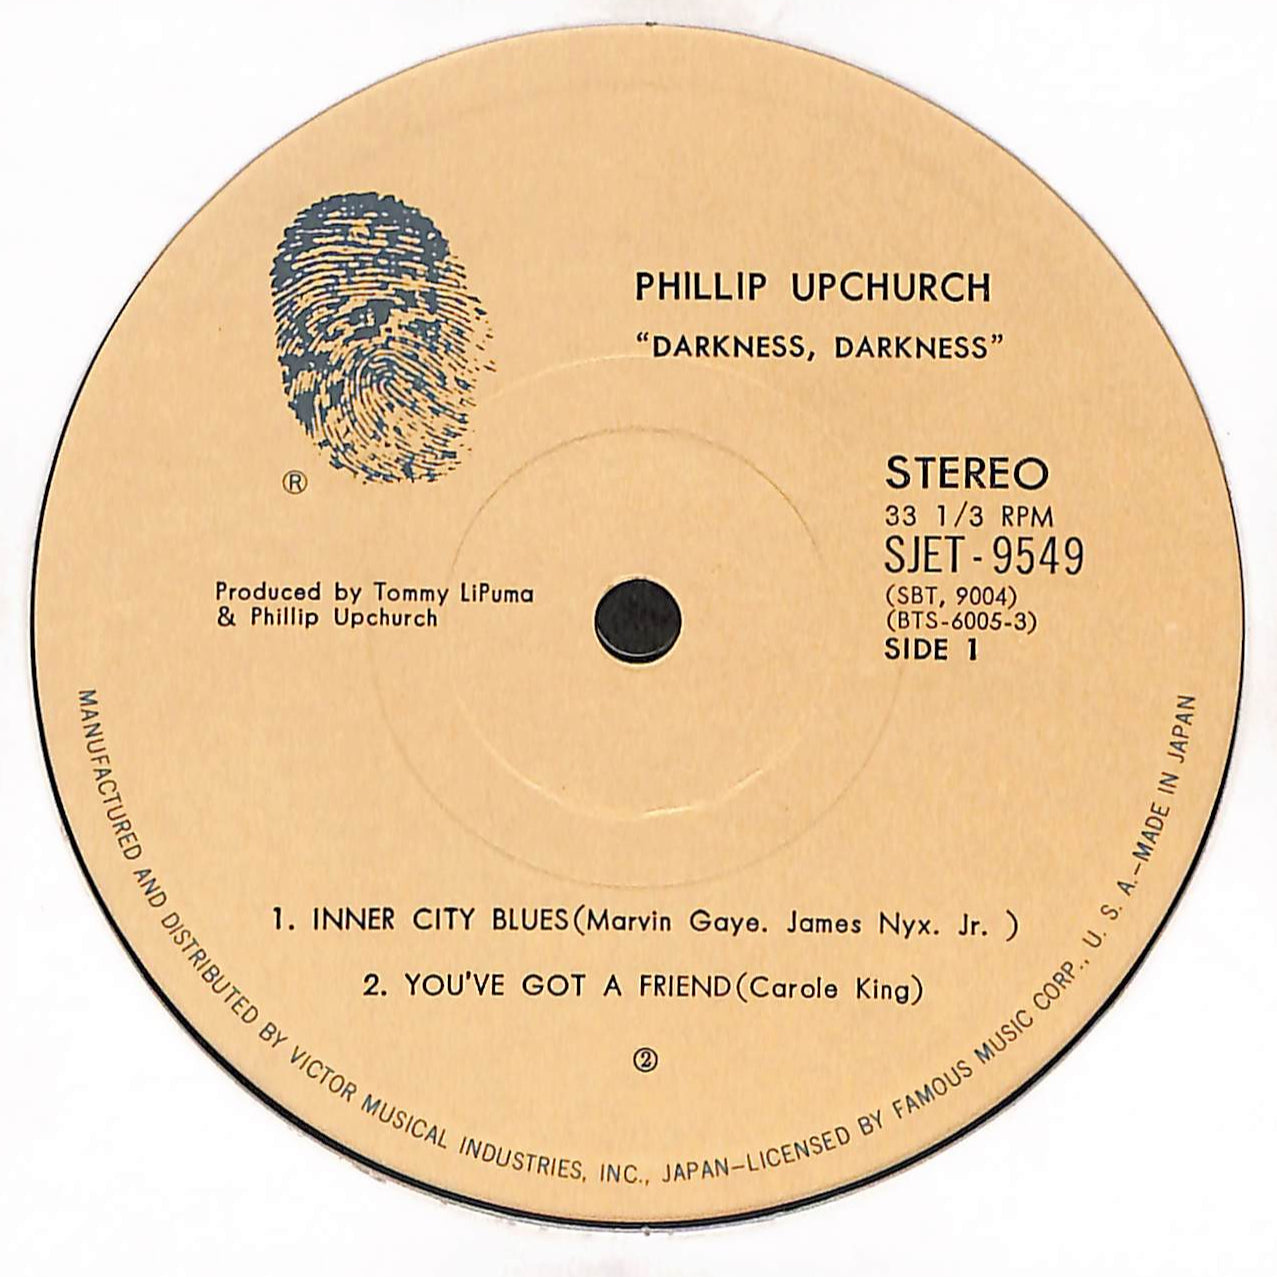 PHILLIP UPCHURCH
“DARKNESS, DARKNESS”
®
STEREO
33 1/3 RPM
SJET-9549
(SBT, 9004)
(BTS-6005-3)
SIDE 1
Produced by Tommy LiPuma
& Phillip Upchurch
1. INNER CITY BLUES(Marvin Gaye. James Nyx. Jr. )
2. YOU'VE GOT A FRIEND(Carole King)
②
MANUFACTURED AND DISTRIBUTED BY VICTOR MUSICAL INDUSTRIES, INC., JAPAN–LICENSED BY FAMOUS MUSIC CORP., U. S. A.–MADE IN JAPAN